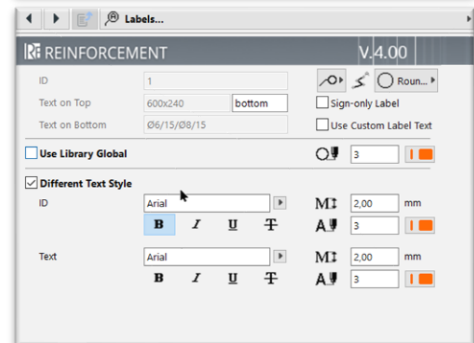 Labels...
REINFORCEMENT V.4.00
ID 1 Roun...
Text on Top 600x240 bottom Sign-only Label
Text on Bottom Ø6/15/Ø8/15 Use Custom Label Text
Use Library Global 3
Different Text Style
ID Arial 2,00 mm
B I U T 3
Text Arial 2,00 mm
B I U T 3